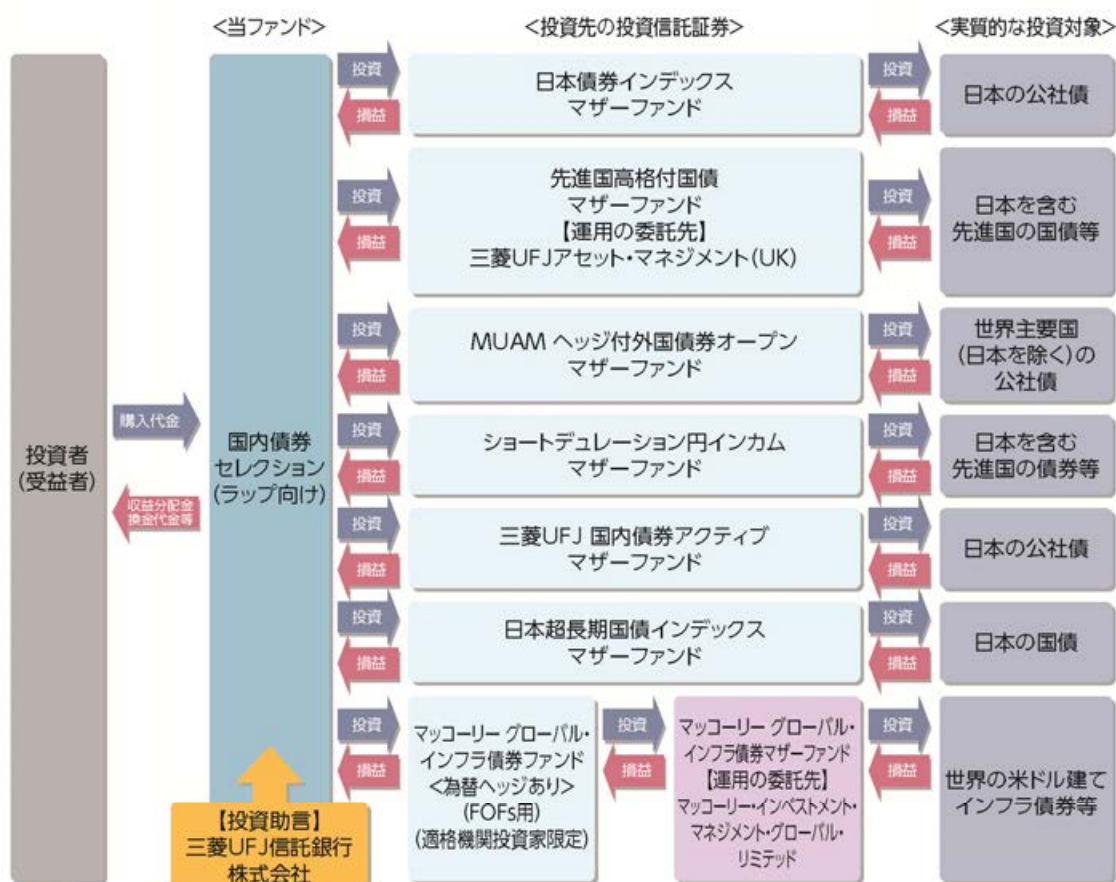 <当ファンド>
<投資先の投資信託証券>
<実質的な投資対象>
投資者
(受益者)
購入代金
収益分配金
換金代金等
国内債券
セレクション
(ラップ向け)
【投資助言】
三菱UFJ信託銀行
株式会社
投資
損益
日本債券インデックス
マザーファンド
投資
損益
日本の公社債
投資
損益
先進国高格付国債
マザーファンド
【運用の委託先】
三菱UFJアセット・マネジメント(UK)
投資
損益
日本を含む
先進国の国債等
投資
損益
MUAM ヘッジ付外国債券オープン
マザーファンド
投資
損益
世界主要国
(日本を除く)の
公社債
投資
損益
ショートデュレーション円インカム
マザーファンド
投資
損益
日本を含む
先進国の債券等
投資
損益
三菱UFJ 国内債券アクティブ
マザーファンド
投資
損益
日本の公社債
投資
損益
日本超長期国債インデックス
マザーファンド
投資
損益
日本の国債
投資
損益
マッコーリー グローバル・
インフラ債券ファンド
<為替ヘッジあり>
(FOFs用)
(適格機関投資家限定)
投資
損益
マッコーリー グローバル・
インフラ債券マザーファンド
【運用の委託先】
マッコーリー・インベストメント・
マネジメント・グローバル・
リミテッド
投資
損益
世界の米ドル建て
インフラ債券等